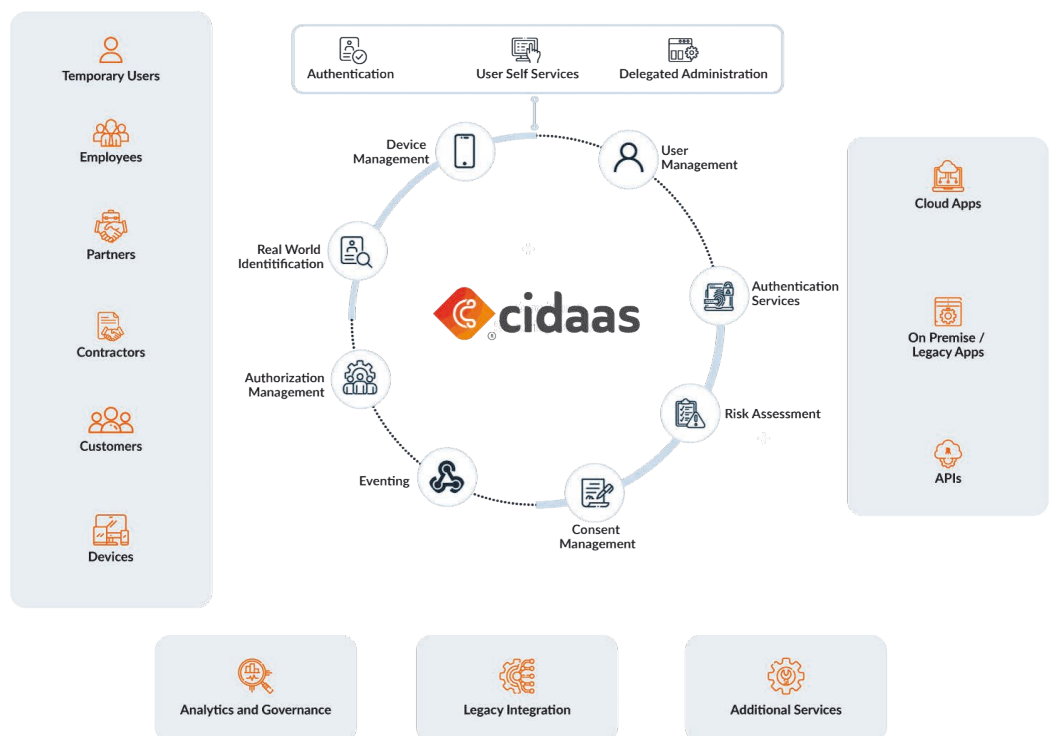 Temporary Users
Employees
Partners
Contractors
Customers
Devices
Authentication
User Self Services
Delegated Administration
Device
Management
User
Management
Real World
Identitification
Authentication
Services
cidaas
®
Authorization
Management
Risk Assessment
Eventing
Consent
Management
Cloud Apps
On Premise /
Legacy Apps
APIs
Analytics and Governance
Legacy Integration
Additional Services